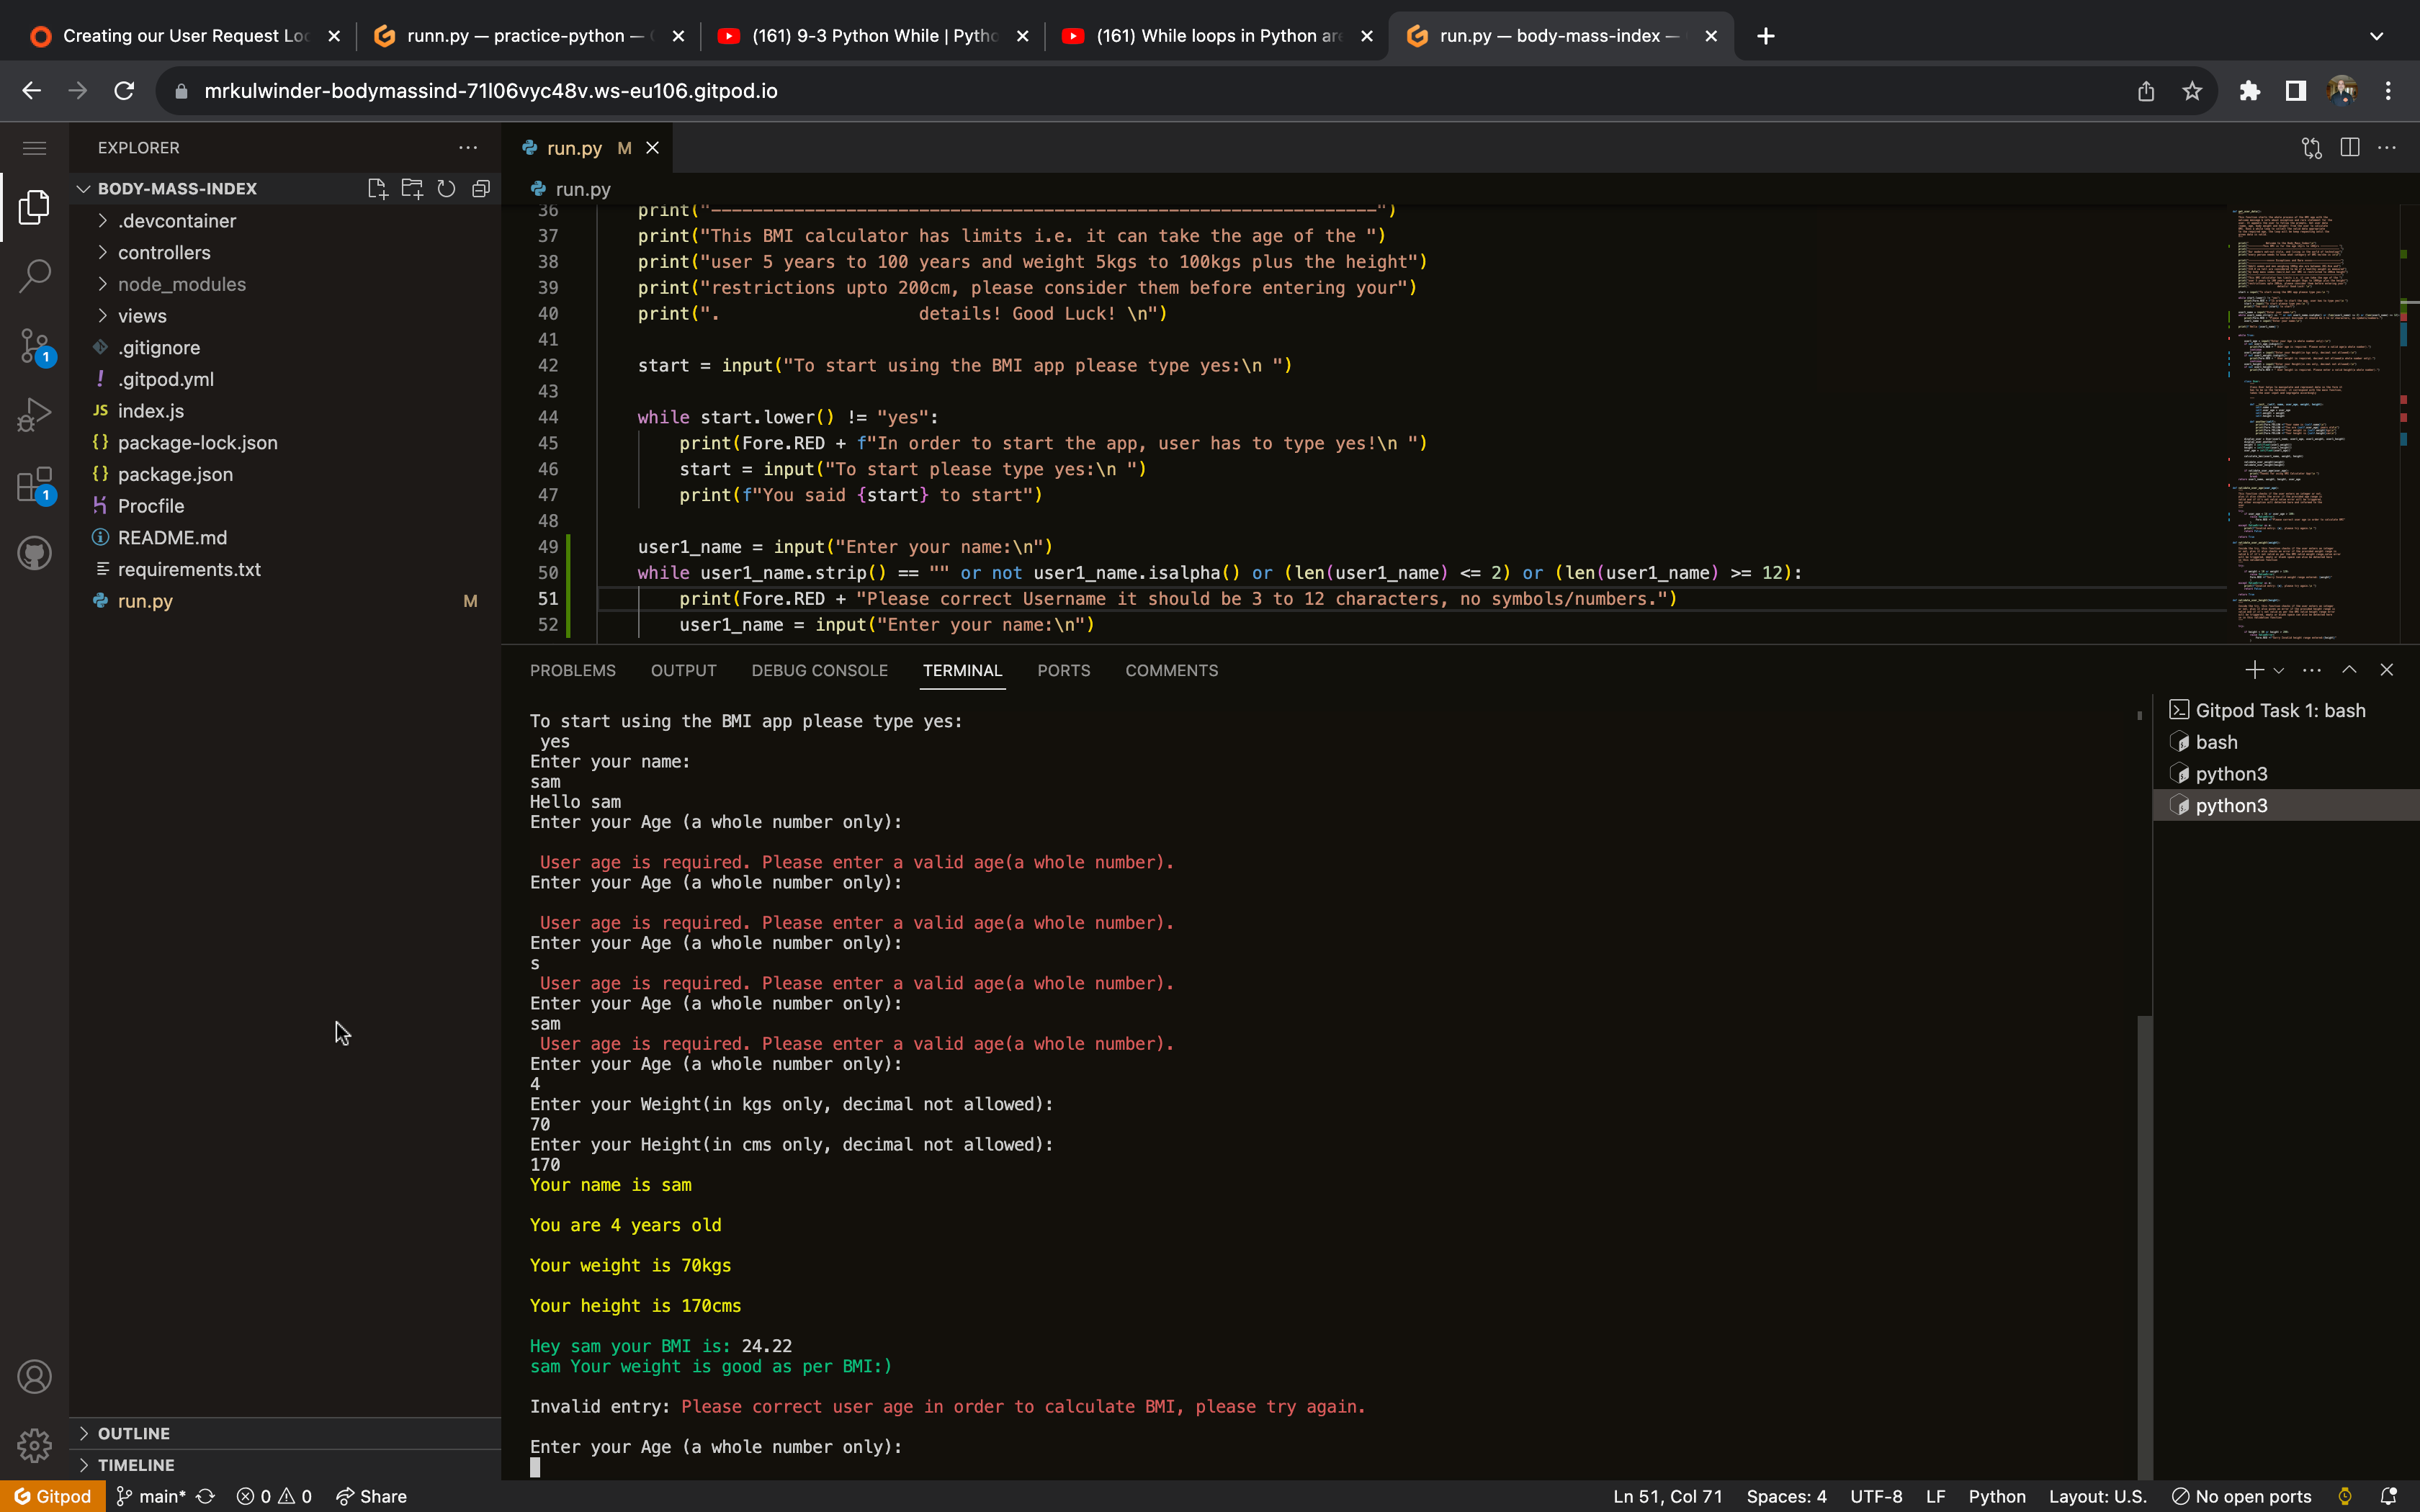 Creating our User Request Lo
runn.py — practice-python —
(161) 9-3 Python While | Pytho
(161) While loops in Python are
run.py — body-mass-index —
mrkulwinder-bodymassind-71l06vyc48v.ws-eu106.gitpod.io
EXPLORER
run.py M
BODY-MASS-INDEX
run.py
.devcontainer
controllers
node_modules
views
.gitignore
.gitpod.yml
JS index.js
{} package-lock.json
{} package.json
Procfile
README.md
requirements.txt
run.py M
1
1
36 print("————————————————————————————————————————————————————————————————")
37 print("This BMI calculator has limits i.e. it can take the age of the ")
38 print("user 5 years to 100 years and weight 5kgs to 100kgs plus the height")
39 print("restrictions upto 200cm, please consider them before entering your")
40 print(".                   details! Good Luck! \n")
41
42 start = input("To start using the BMI app please type yes:\n ")
43
44 while start.lower() != "yes":
45     print(Fore.RED + f"In order to start the app, user has to type yes!\n ")
46     start = input("To start please type yes:\n ")
47     print(f"You said {start} to start")
48
49 user1_name = input("Enter your name:\n")
50 while user1_name.strip() == "" or not user1_name.isalpha() or (len(user1_name) <= 2) or (len(user1_name) >= 12):
51     print(Fore.RED + "Please correct Username it should be 3 to 12 characters, no symbols/numbers.")
52     user1_name = input("Enter your name:\n")
PROBLEMS OUTPUT DEBUG CONSOLE TERMINAL PORTS COMMENTS
To start using the BMI app please type yes:
yes
Enter your name:
sam
Hello sam
Enter your Age (a whole number only):
User age is required. Please enter a valid age(a whole number).
Enter your Age (a whole number only):
User age is required. Please enter a valid age(a whole number).
Enter your Age (a whole number only):
s
User age is required. Please enter a valid age(a whole number).
Enter your Age (a whole number only):
sam
User age is required. Please enter a valid age(a whole number).
Enter your Age (a whole number only):
4
Enter your Weight(in kgs only, decimal not allowed):
70
Enter your Height(in cms only, decimal not allowed):
170
Your name is sam
You are 4 years old
Your weight is 70kgs
Your height is 170cms
Hey sam your BMI is: 24.22
sam Your weight is good as per BMI:)
Invalid entry: Please correct user age in order to calculate BMI, please try again.
Enter your Age (a whole number only):
Gitpod Task 1: bash
bash
python3
python3
OUTLINE
TIMELINE
Gitpod main* 0 0 Share Ln 51, Col 71 Spaces: 4 UTF-8 LF Python Layout: U.S. No open ports